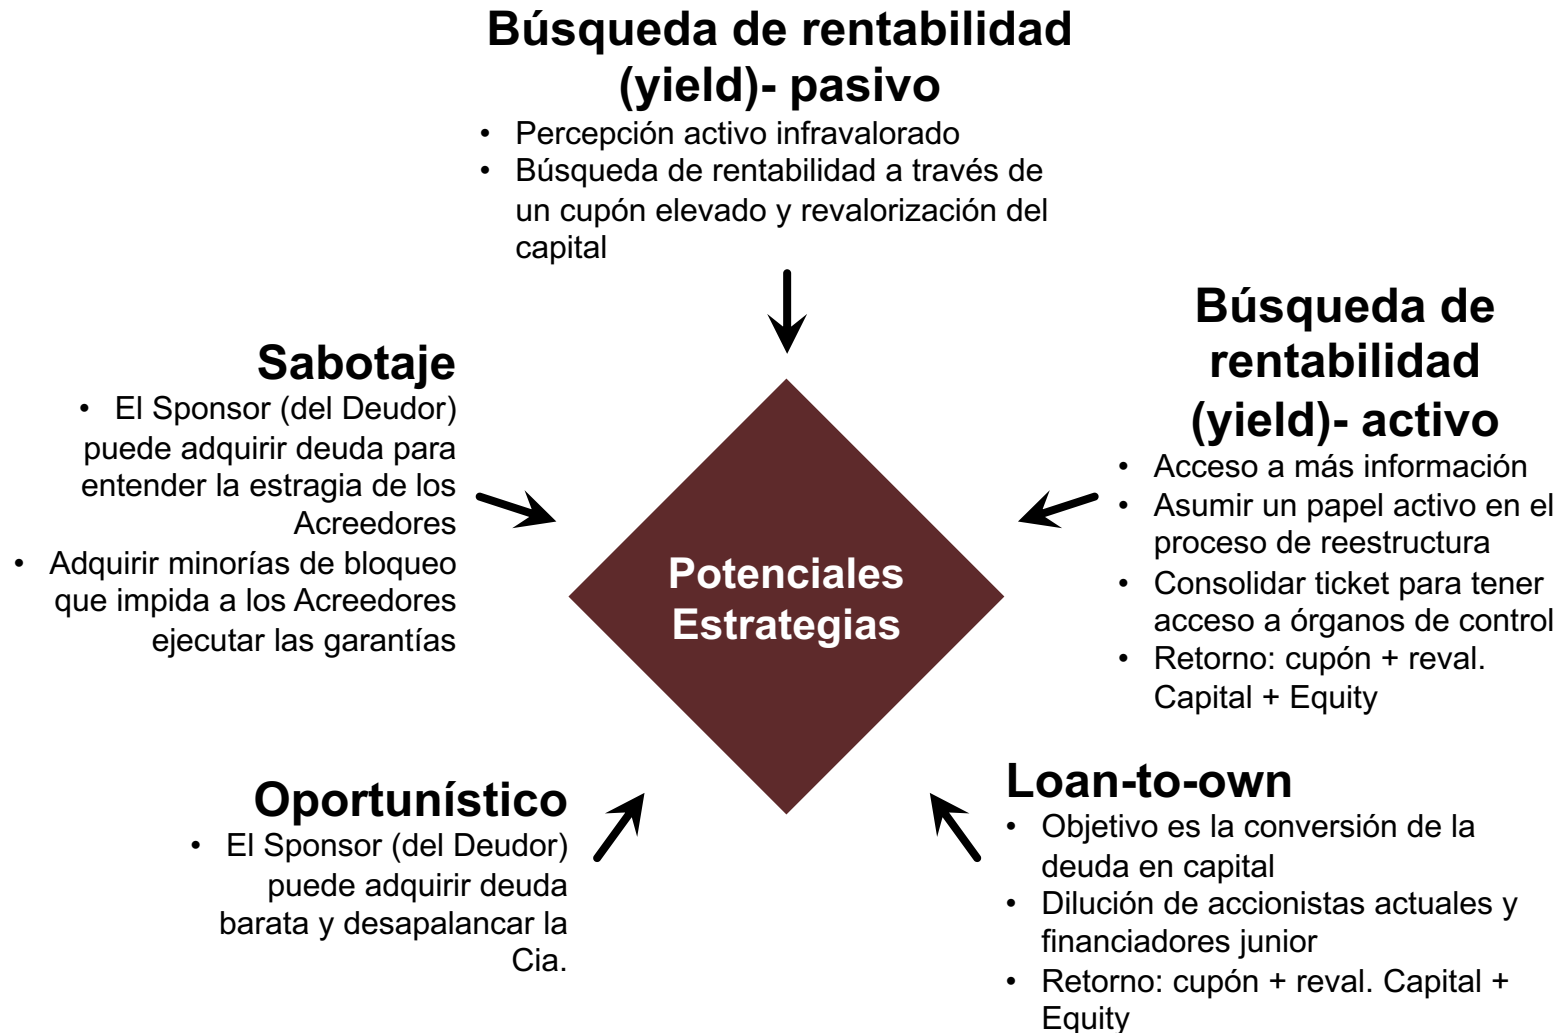 Búsqueda de rentabilidad
(yield)- pasivo
• Percepción activo infravalorado
• Búsqueda de rentabilidad a través de
un cupón elevado y revalorización del
capital
Búsqueda de
rentabilidad
(yield)- activo
• Acceso a más información
• Asumir un papel activo en el
proceso de reestructura
• Consolidar ticket para tener
acceso a órganos de control
• Retorno: cupón + reval.
Capital + Equity
Sabotaje
• El Sponsor (del Deudor)
puede adquirir deuda para
entender la estragia de los
Acreedores
• Adquirir minorías de bloqueo
que impida a los Acreedores
ejecutar las garantías
Potenciales
Estrategias
Oportunístico
• El Sponsor (del Deudor)
puede adquirir deuda
barata y desapalancar la
Cia.
Loan-to-own
• Objetivo es la conversión de la
deuda en capital
• Dilución de accionistas actuales y
financiadores junior
• Retorno: cupón + reval. Capital +
Equity